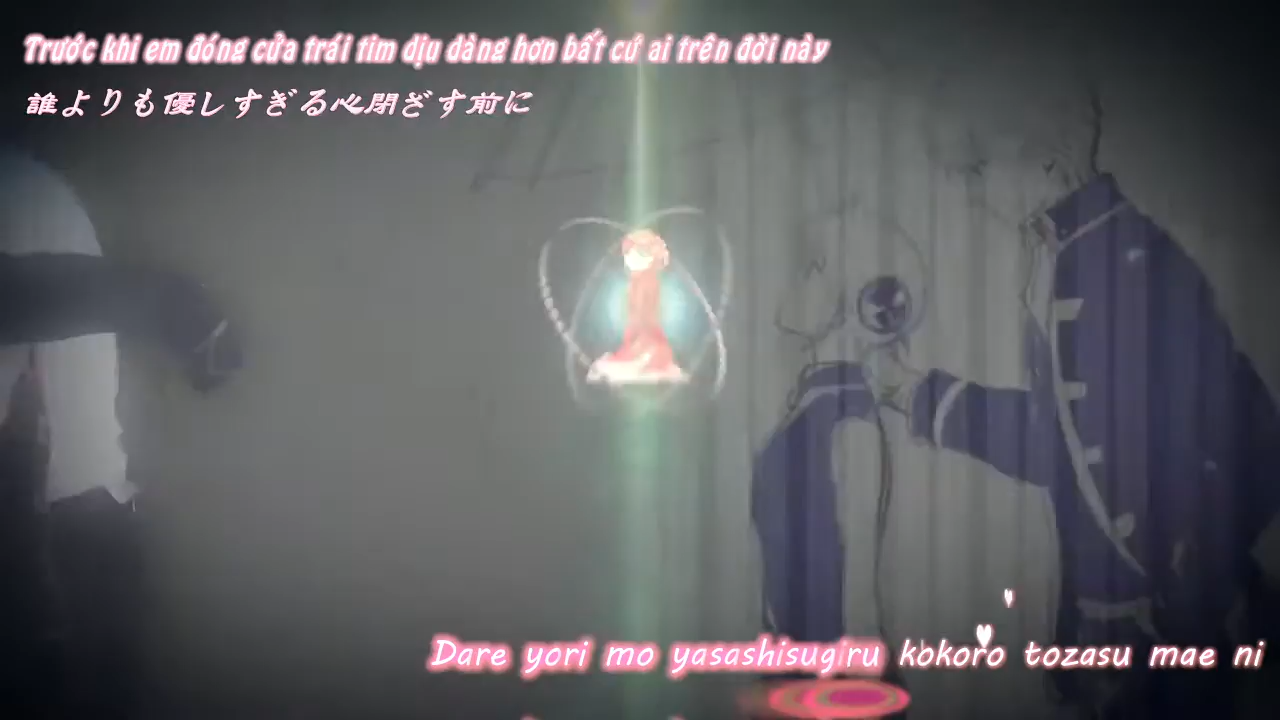 Trước khi em đóng cửa trái tim dịu dàng hơn bất cứ ai trên đời này
誰よりも優しすぎる心閉ざす前に
Dare yori mo yasashisugiru kokoro tozasu mae ni